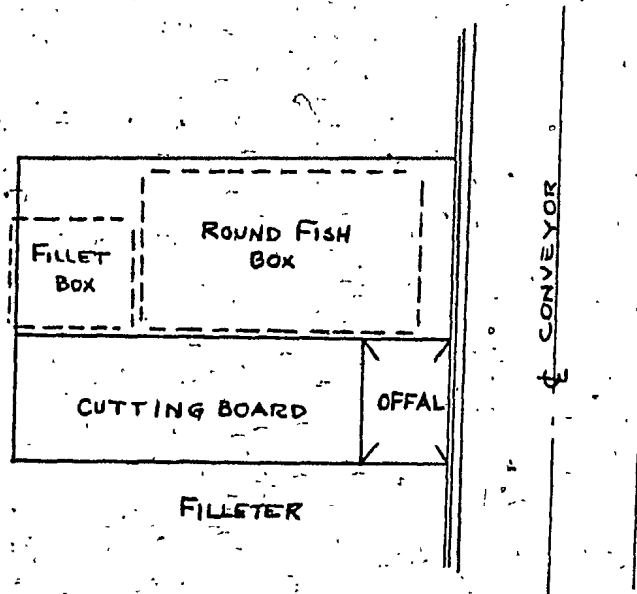 ROUND FISH
BOX
FILLET
BOX
CUTTING BOARD
OFFAL
FILLETER
℄ CONVEYOR